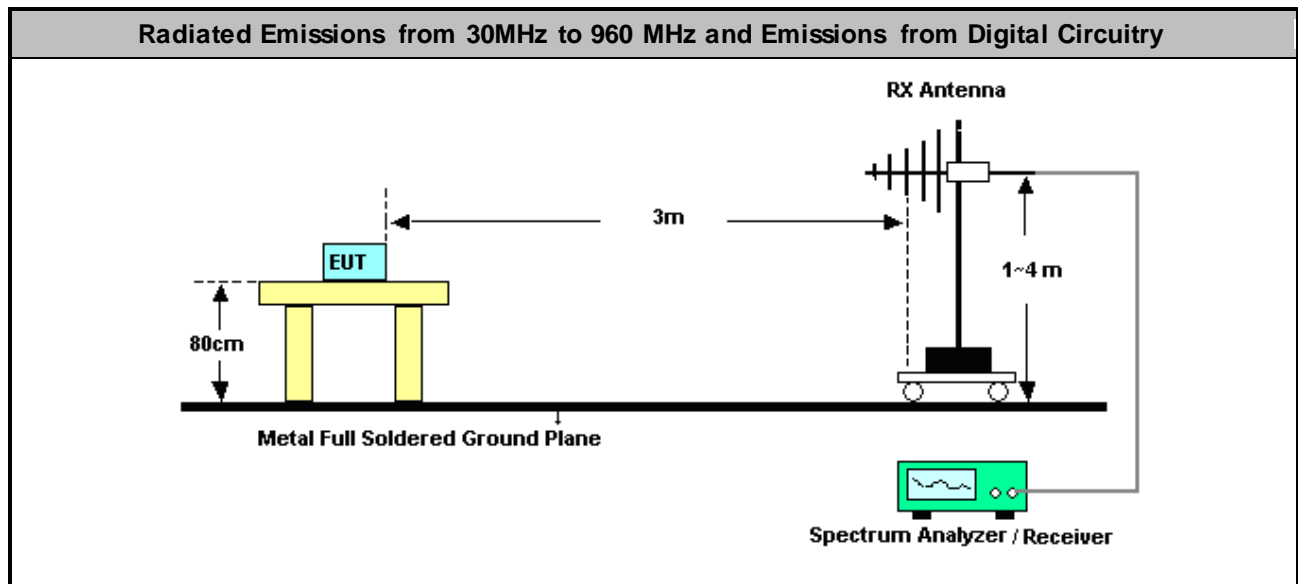 Radiated Emissions from 30MHz to 960 MHz and Emissions from Digital Circuitry
RX Antenna
3m
EUT
1~4 m
80cm
Metal Full Soldered Ground Plane
Spectrum Analyzer / Receiver